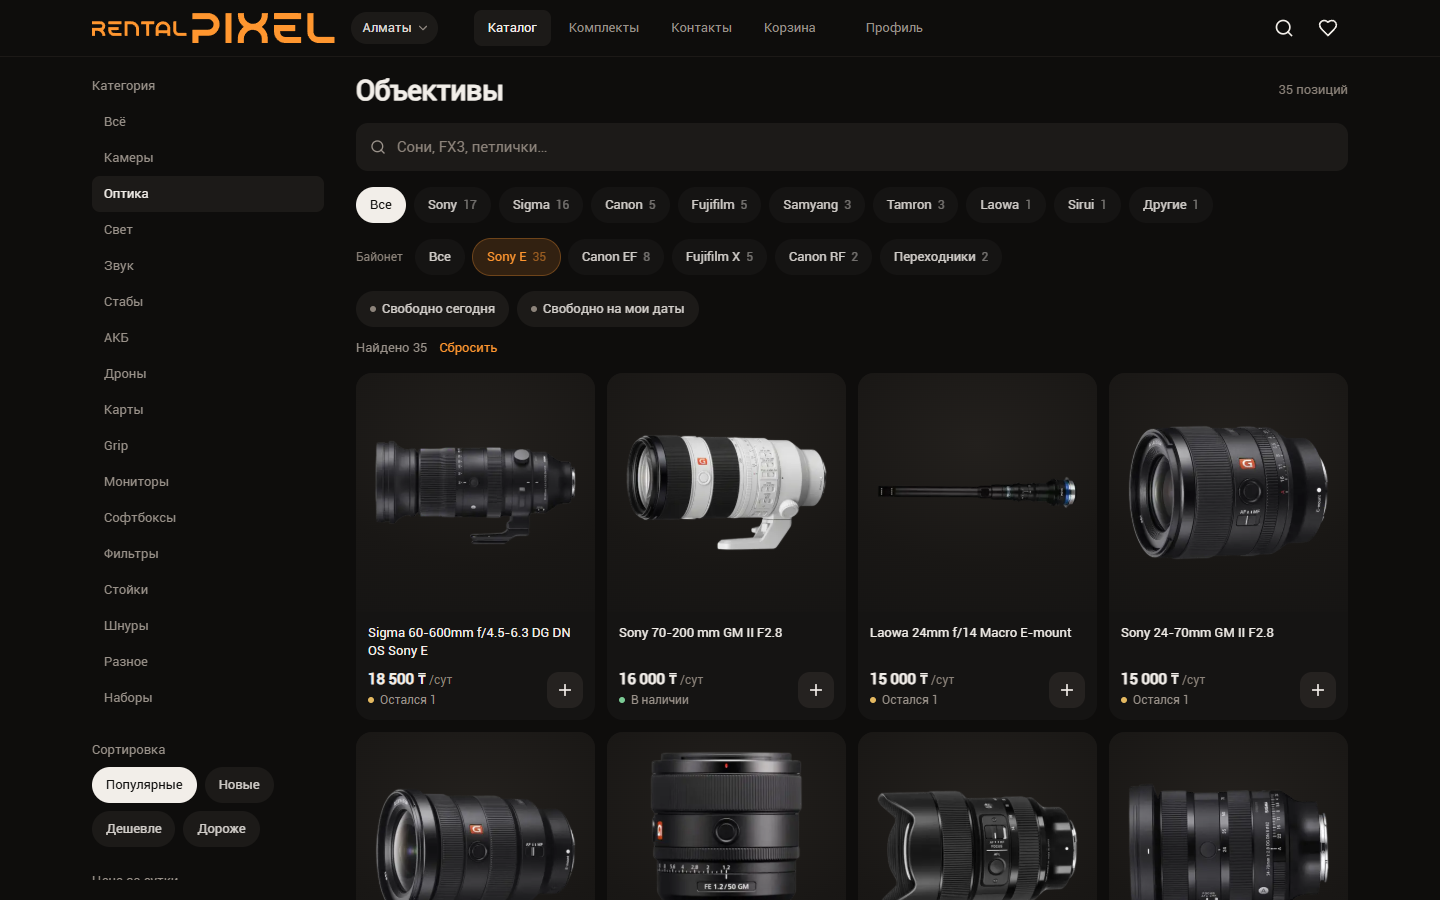 RENTAL PIXEL
Алматы
Каталог
Комплекты
Контакты
Корзина
Профиль
Категория
Всё
Камеры
Оптика
Свет
Звук
Стабы
АКБ
Дроны
Карты
Grip
Мониторы
Софтбоксы
Фильтры
Стойки
Шнуры
Разное
Наборы
Сортировка
Популярные
Новые
Дешевле
Дороже
Объективы
35 позиций
Сони, FX3, петлички...
Все
Sony 17
Sigma 16
Canon 5
Fujifilm 5
Samyang 3
Tamron 3
Laowa 1
Sirui 1
Другие 1
Байонет
Все
Sony E 35
Canon EF 8
Fujifilm X 5
Canon RF 2
Переходники 2
Свободно сегодня
Свободно на мои даты
Найдено 35
Сбросить
Sigma 60-600mm f/4.5-6.3 DG DN
OS Sony E
18 500 ₸ /сут
Остался 1
Sony 70-200 mm GM II F2.8
16 000 ₸ /сут
В наличии
Laowa 24mm f/14 Macro E-mount
15 000 ₸ /сут
Остался 1
Sony 24-70mm GM II F2.8
15 000 ₸ /сут
Остался 1
G
G
G
FE 1.2/50 GM